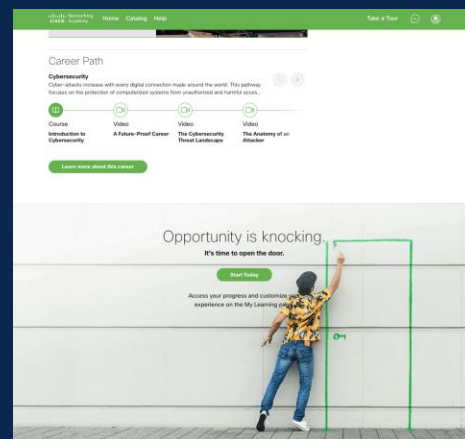 cisco Networking Academy
Home Catalog Help
Take a Tour
Career Path
Cybersecurity
Cyber-attacks increase with every digital connection made around the world. This pathway
focuses on the protection of computerized systems from unauthorized and harmful acces...
Course
Video
Video
Video
Introduction to
Cybersecurity
A Future-Proof Career
The Cybersecurity
Threat Landscape
The Anatomy of an
Attacker
Learn more about this career
Opportunity is knocking.
It's time to open the door.
Start Today
Access your progress and customize
experience on the My Learning